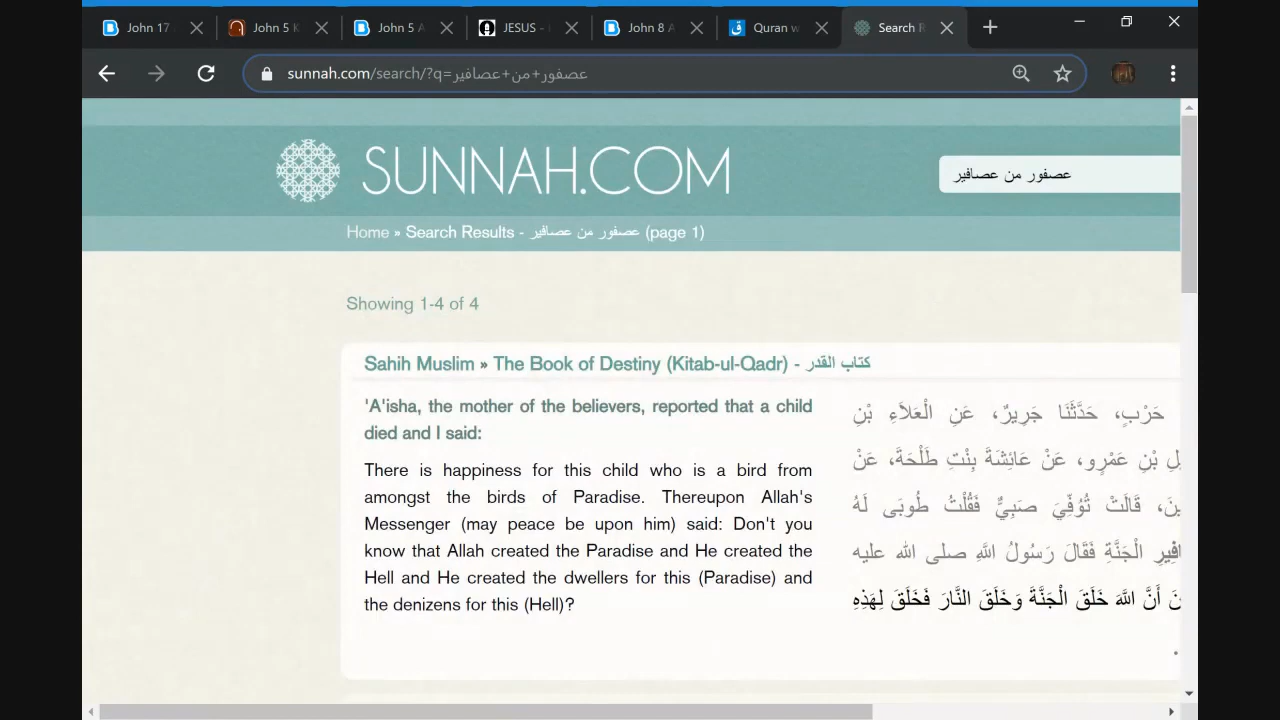 John 17
John 5 K
John 5 A
JESUS -
John 8 A
Quran w
Search R
sunnah.com/search/?q=عصفور+من+عصافير
SUNNAH.COM
عصفور من عصافير
Home » Search Results - عصفور من عصافير (page 1)
Showing 1-4 of 4
Sahih Muslim » The Book of Destiny (Kitab-ul-Qadr) - كتاب القدر
'A'isha, the mother of the believers, reported that a child
died and I said:
There is happiness for this child who is a bird from
amongst the birds of Paradise. Thereupon Allah's
Messenger (may peace be upon him) said: Don't you
know that Allah created the Paradise and He created the
Hell and He created the dwellers for this (Paradise) and
the denizens for this (Hell)?
حَرْبٍ، حَدَّثَنَا جَرِيرٌ، عَنِ الْعَلاَءِ بْنِ
بْنِ عَمْرٍو، عَنْ عَائِشَةَ بِنْتِ طَلْحَةَ، عَنْ
قَالَتْ تُوُفِّيَ صَبِيٌّ فَقُلْتُ طُوبَى لَهُ
الْجَنَّةِ فَقَالَ رَسُولُ اللَّهِ صلى الله عليه
أَنَّ اللَّهَ خَلَقَ الْجَنَّةَ وَخَلَقَ النَّارَ فَخَلَقَ لِهَذِهِ